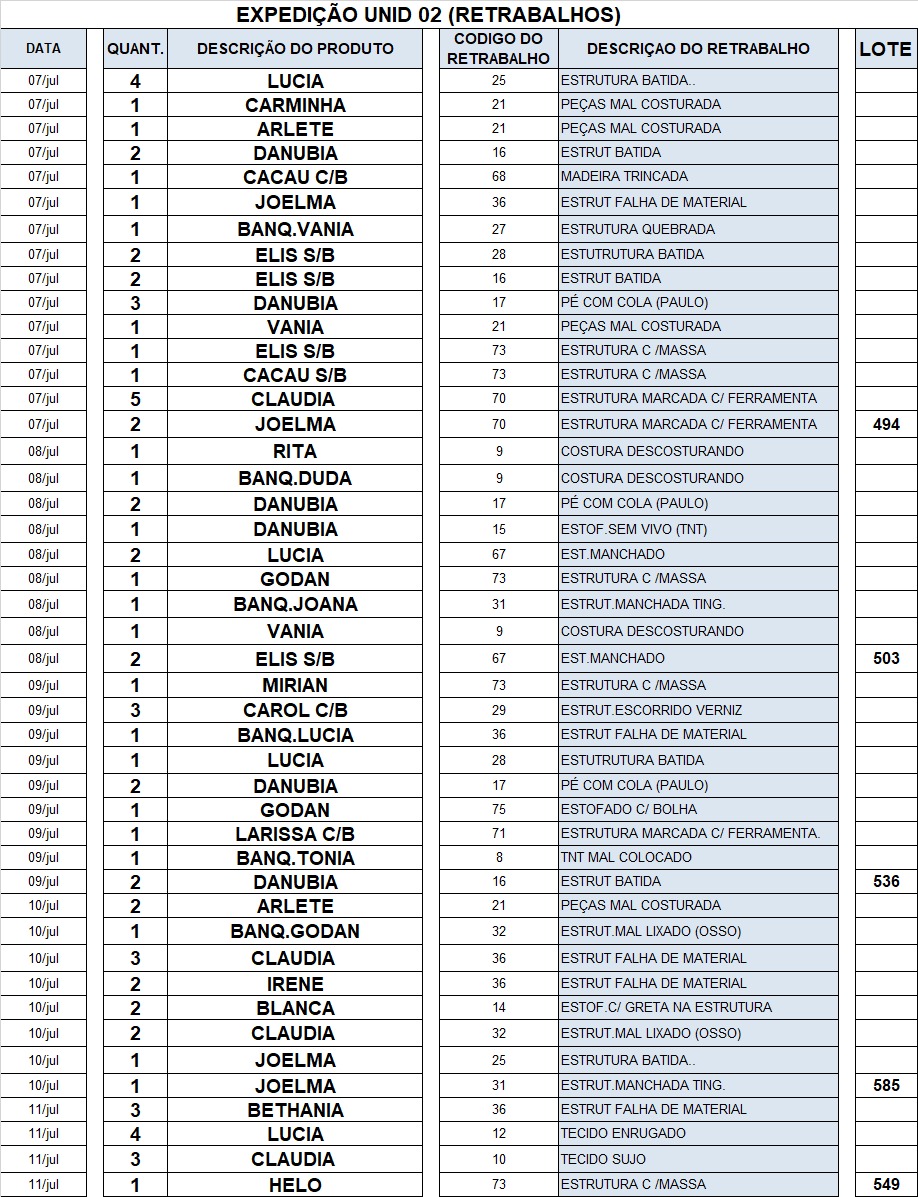 EXPEDIÇÃO UNID 02 (RETRABALHOS)
DATA QUANT. DESCRIÇÃO DO PRODUTO CODIGO DO RETRABALHO DESCRIÇAO DO RETRABALHO LOTE
07/jul 4 LUCIA 25 ESTRUTURA BATIDA..
07/jul 1 CARMINHA 21 PEÇAS MAL COSTURADA
07/jul 1 ARLETE 21 PEÇAS MAL COSTURADA
07/jul 2 DANUBIA 16 ESTRUT BATIDA
07/jul 1 CACAU C/B 68 MADEIRA TRINCADA
07/jul 1 JOELMA 36 ESTRUT FALHA DE MATERIAL
07/jul 1 BANQ.VANIA 27 ESTRUTURA QUEBRADA
07/jul 2 ELIS S/B 28 ESTUTRUTURA BATIDA
07/jul 2 ELIS S/B 16 ESTRUT BATIDA
07/jul 3 DANUBIA 17 PÉ COM COLA (PAULO)
07/jul 1 VANIA 21 PEÇAS MAL COSTURADA
07/jul 1 ELIS S/B 73 ESTRUTURA C /MASSA
07/jul 1 CACAU S/B 73 ESTRUTURA C /MASSA
07/jul 5 CLAUDIA 70 ESTRUTURA MARCADA C/ FERRAMENTA
07/jul 2 JOELMA 70 ESTRUTURA MARCADA C/ FERRAMENTA 494
08/jul 1 RITA 9 COSTURA DESCOSTURANDO
08/jul 1 BANQ.DUDA 9 COSTURA DESCOSTURANDO
08/jul 2 DANUBIA 17 PÉ COM COLA (PAULO)
08/jul 1 DANUBIA 15 ESTOF.SEM VIVO (TNT)
08/jul 2 LUCIA 67 EST.MANCHADO
08/jul 1 GODAN 73 ESTRUTURA C /MASSA
08/jul 1 BANQ.JOANA 31 ESTRUT.MANCHADA TING.
08/jul 1 VANIA 9 COSTURA DESCOSTURANDO
08/jul 2 ELIS S/B 67 EST.MANCHADO 503
09/jul 1 MIRIAN 73 ESTRUTURA C /MASSA
09/jul 3 CAROL C/B 29 ESTRUT.ESCORRIDO VERNIZ
09/jul 1 BANQ.LUCIA 36 ESTRUT FALHA DE MATERIAL
09/jul 1 LUCIA 28 ESTUTRUTURA BATIDA
09/jul 2 DANUBIA 17 PÉ COM COLA (PAULO)
09/jul 1 GODAN 75 ESTOFADO C/ BOLHA
09/jul 1 LARISSA C/B 71 ESTRUTURA MARCADA C/ FERRAMENTA.
09/jul 1 BANQ.TONIA 8 TNT MAL COLOCADO
09/jul 2 DANUBIA 16 ESTRUT BATIDA 536
10/jul 2 ARLETE 21 PEÇAS MAL COSTURADA
10/jul 1 BANQ.GODAN 32 ESTRUT.MAL LIXADO (OSSO)
10/jul 3 CLAUDIA 36 ESTRUT FALHA DE MATERIAL
10/jul 2 IRENE 36 ESTRUT FALHA DE MATERIAL
10/jul 2 BLANCA 14 ESTOF.C/ GRETA NA ESTRUTURA
10/jul 2 CLAUDIA 32 ESTRUT.MAL LIXADO (OSSO)
10/jul 1 JOELMA 25 ESTRUTURA BATIDA..
10/jul 1 JOELMA 31 ESTRUT.MANCHADA TING. 585
11/jul 3 BETHANIA 36 ESTRUT FALHA DE MATERIAL
11/jul 4 LUCIA 12 TECIDO ENRUGADO
11/jul 3 CLAUDIA 10 TECIDO SUJO
11/jul 1 HELO 73 ESTRUTURA C /MASSA 549